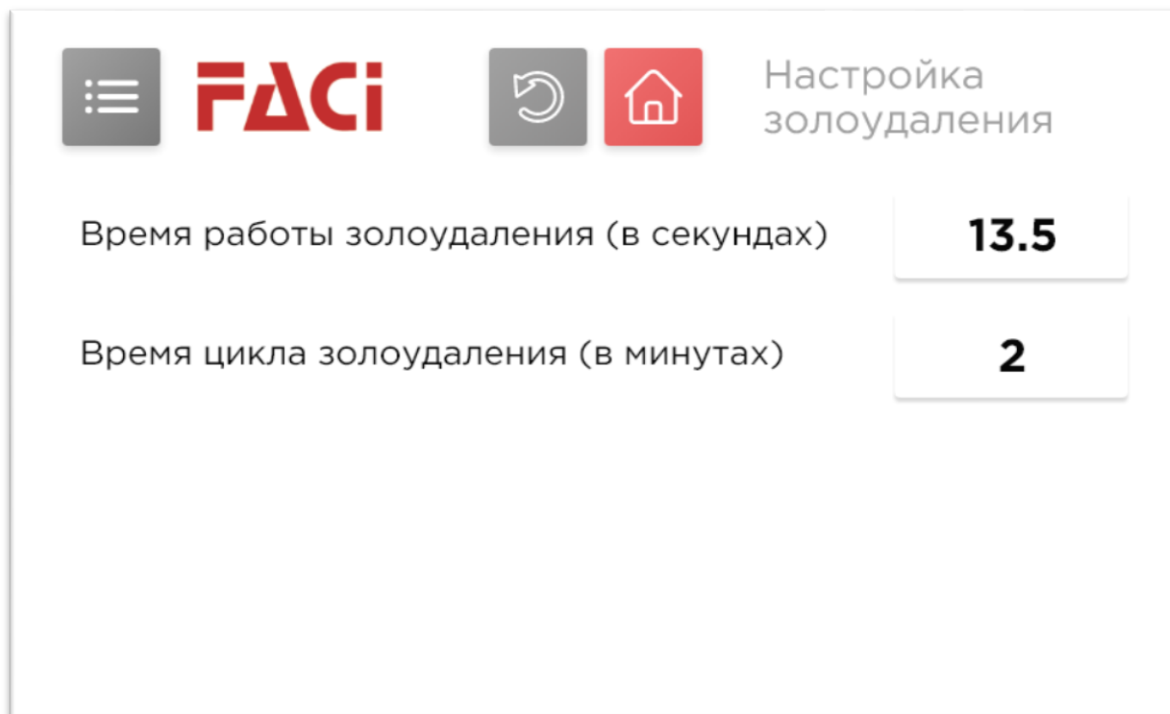 FACi
Настройка
золоудаления
Время работы золоудаления (в секундах) 13.5
Время цикла золоудаления (в минутах) 2